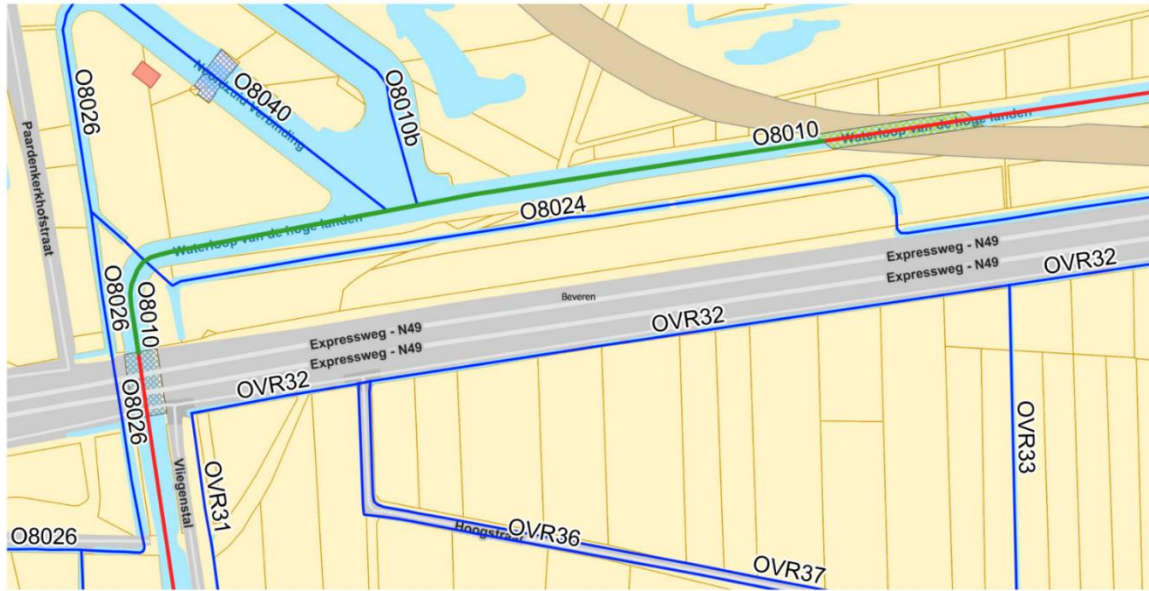 O8026
Noordzuid Verbinding
O8040
O8010b
Paardenkerkhofstraat
O8010
Waterloop van de hoge landen
O8024
Waterloop van de hoge landen
O8026
O8010
Expressweg - N49
Expressweg - N49
OVR32
Beveren
OVR32
Expressweg - N49
Expressweg - N49
OVR32
O8026
Vliegenstal
OVR31
OVR33
O8026
Hoogstraat
OVR36
OVR37